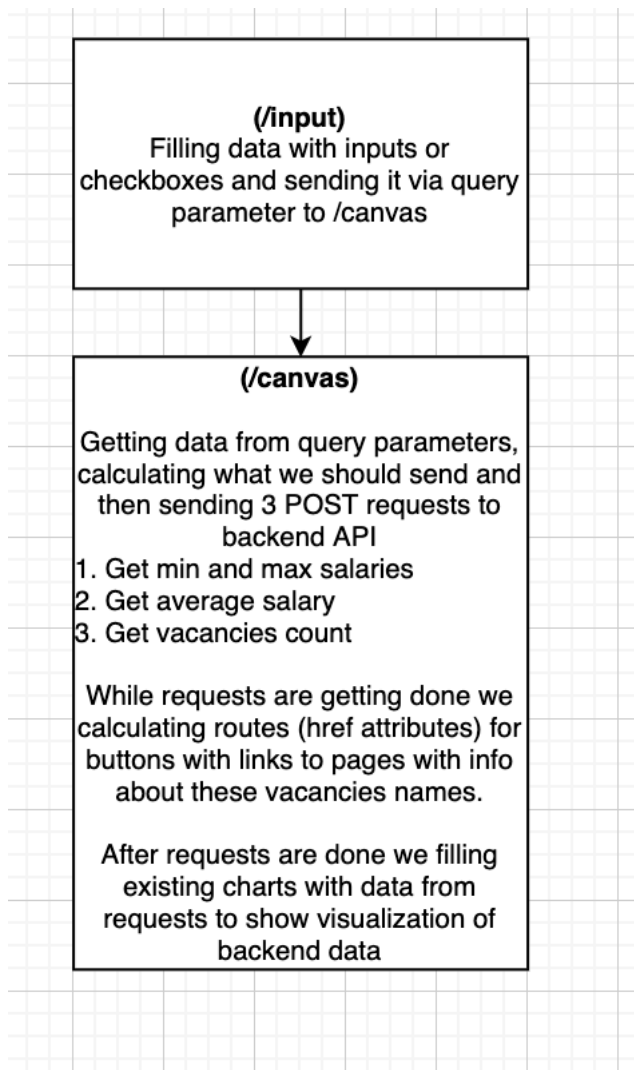 (/input)
Filling data with inputs or
checkboxes and sending it via query
parameter to /canvas
(/canvas)
Getting data from query parameters,
calculating what we should send and
then sending 3 POST requests to
backend API
1. Get min and max salaries
2. Get average salary
3. Get vacancies count
While requests are getting done we
calculating routes (href attributes) for
buttons with links to pages with info
about these vacancies names.
After requests are done we filling
existing charts with data from
requests to show visualization of
backend data